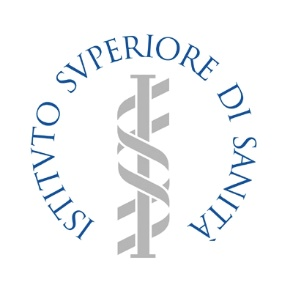 ISTITVTO SVPERIORE DI SANITÀ